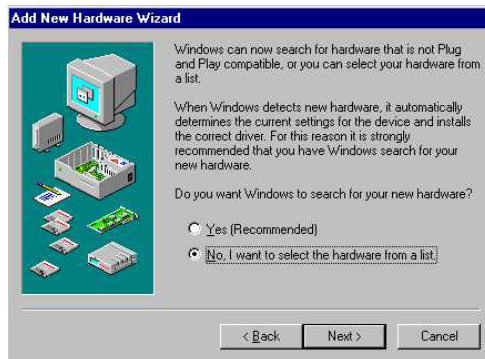 Add New Hardware Wizard
Windows can now search for hardware that is not Plug
and Play compatible, or you can select your hardware from
a list.
When Windows detects new hardware, it automatically
determines the current settings for the device and installs
the correct driver. For this reason it is strongly
recommended that you have Windows search for your
new hardware.
Do you want Windows to search for your new hardware?
Yes (Recommended)
No, I want to select the hardware from a list.
< Back Next > Cancel